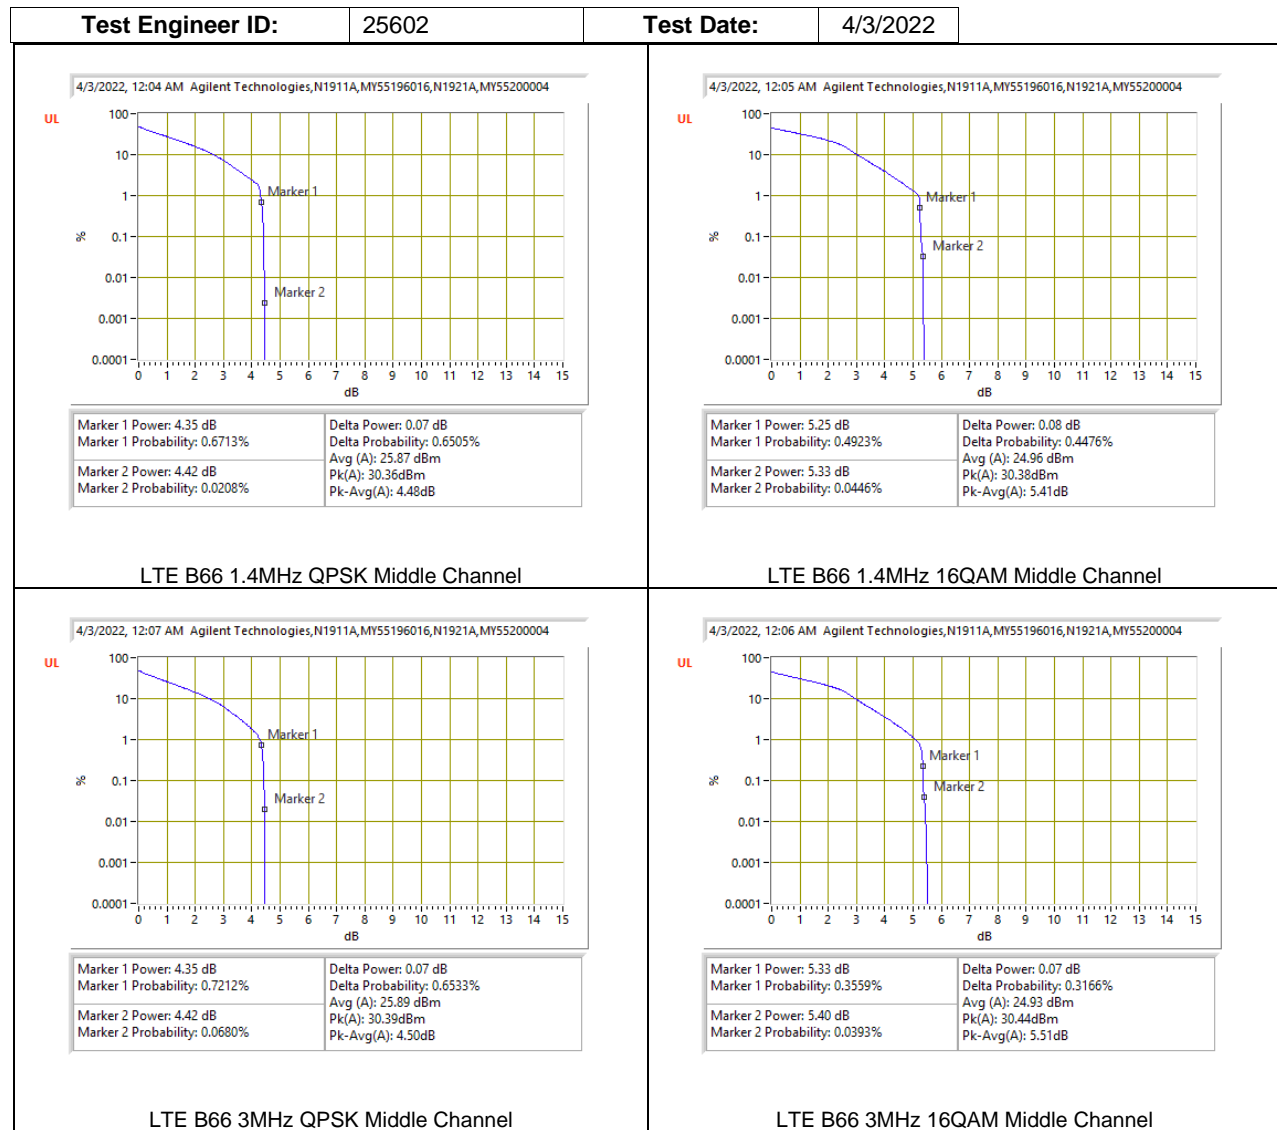 Test Engineer ID: 25602 Test Date: 4/3/2022
4/3/2022, 12:04 AM Agilent Technologies,N1911A,MY55196016,N1921A,MY55200004
UL
100
10
1
0.1
0.01
0.001
0.0001
%
Marker 1
Marker 2
0 1 2 3 4 5 6 7 8 9 10 11 12 13 14 15
dB
Marker 1 Power: 4.35 dB
Marker 1 Probability: 0.6713%
Marker 2 Power: 4.42 dB
Marker 2 Probability: 0.0208%
Delta Power: 0.07 dB
Delta Probability: 0.6505%
Avg (A): 25.87 dBm
Pk(A): 30.36dBm
Pk-Avg(A): 4.48dB
LTE B66 1.4MHz QPSK Middle Channel
4/3/2022, 12:05 AM Agilent Technologies,N1911A,MY55196016,N1921A,MY55200004
UL
100
10
1
0.1
0.01
0.001
0.0001
%
Marker 1
Marker 2
0 1 2 3 4 5 6 7 8 9 10 11 12 13 14 15
dB
Marker 1 Power: 5.25 dB
Marker 1 Probability: 0.4923%
Marker 2 Power: 5.33 dB
Marker 2 Probability: 0.0446%
Delta Power: 0.08 dB
Delta Probability: 0.4476%
Avg (A): 24.96 dBm
Pk(A): 30.38dBm
Pk-Avg(A): 5.41dB
LTE B66 1.4MHz 16QAM Middle Channel
4/3/2022, 12:07 AM Agilent Technologies,N1911A,MY55196016,N1921A,MY55200004
UL
100
10
1
0.1
0.01
0.001
0.0001
%
Marker 1
Marker 2
0 1 2 3 4 5 6 7 8 9 10 11 12 13 14 15
dB
Marker 1 Power: 4.35 dB
Marker 1 Probability: 0.7212%
Marker 2 Power: 4.42 dB
Marker 2 Probability: 0.0680%
Delta Power: 0.07 dB
Delta Probability: 0.6533%
Avg (A): 25.89 dBm
Pk(A): 30.39dBm
Pk-Avg(A): 4.50dB
LTE B66 3MHz QPSK Middle Channel
4/3/2022, 12:06 AM Agilent Technologies,N1911A,MY55196016,N1921A,MY55200004
UL
100
10
1
0.1
0.01
0.001
0.0001
%
Marker 1
Marker 2
0 1 2 3 4 5 6 7 8 9 10 11 12 13 14 15
dB
Marker 1 Power: 5.33 dB
Marker 1 Probability: 0.3559%
Marker 2 Power: 5.40 dB
Marker 2 Probability: 0.0393%
Delta Power: 0.07 dB
Delta Probability: 0.3166%
Avg (A): 24.93 dBm
Pk(A): 30.44dBm
Pk-Avg(A): 5.51dB
LTE B66 3MHz 16QAM Middle Channel